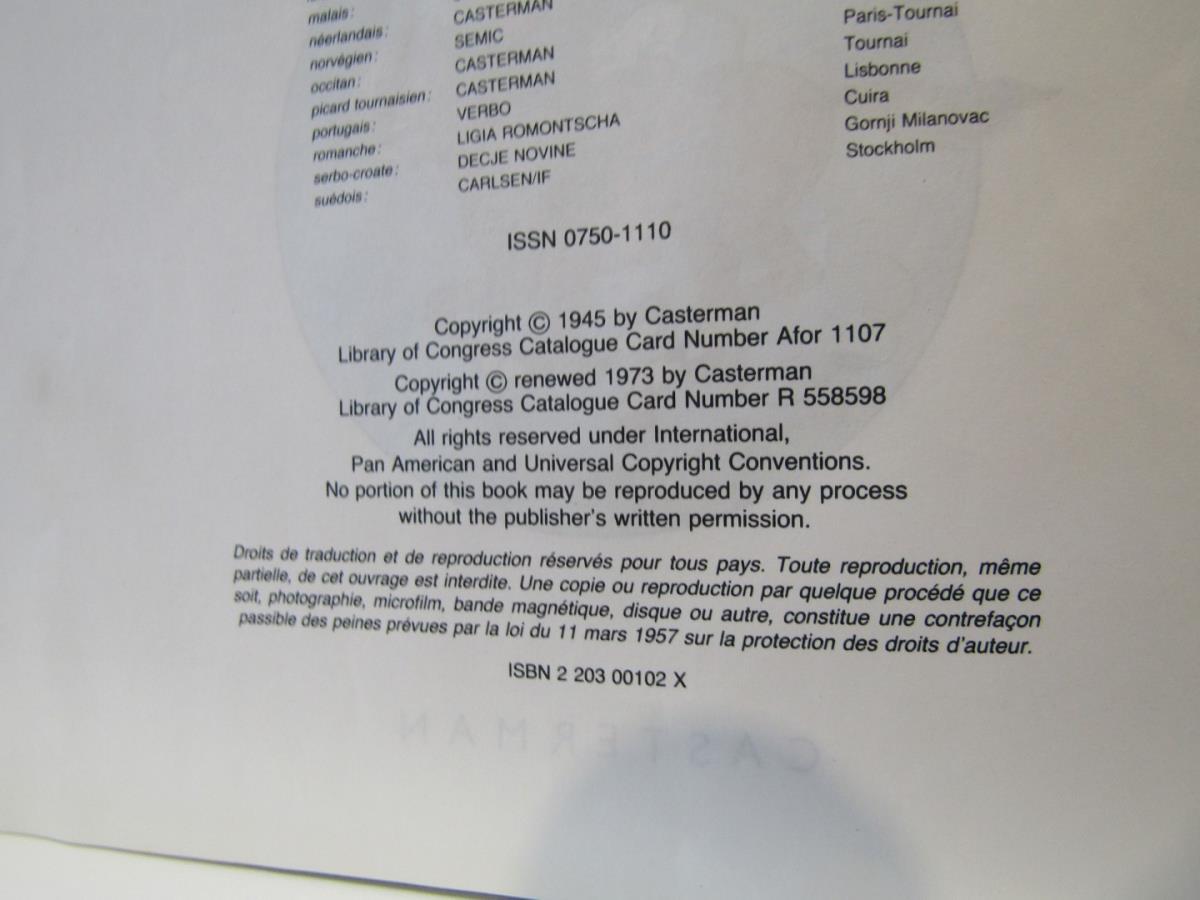 malais:
néerlandais: CASTERMAN
norvégien: SEMIC
occitan: CASTERMAN Paris-Tournai
picard tournaisien: CASTERMAN Tournai
portugais: VERBO Lisbonne
romanche: LIGIA ROMONTSCHA Cuira
serbo-croate: DECJE NOVINE Gornji Milanovac
suédois: CARLSEN/IF Stockholm
ISSN 0750-1110
Copyright © 1945 by Casterman
Library of Congress Catalogue Card Number Afor 1107
Copyright © renewed 1973 by Casterman
Library of Congress Catalogue Card Number R 558598
All rights reserved under International,
Pan American and Universal Copyright Conventions.
No portion of this book may be reproduced by any process
without the publisher's written permission.
Droits de traduction et de reproduction réservés pour tous pays. Toute reproduction, même
partielle, de cet ouvrage est interdite. Une copie ou reproduction par quelque procédé que ce
soit, photographie, microfilm, bande magnétique, disque ou autre, constitue une contrefaçon
passible des peines prévues par la loi du 11 mars 1957 sur la protection des droits d'auteur.
ISBN 2 203 00102 X
CASTERMAN